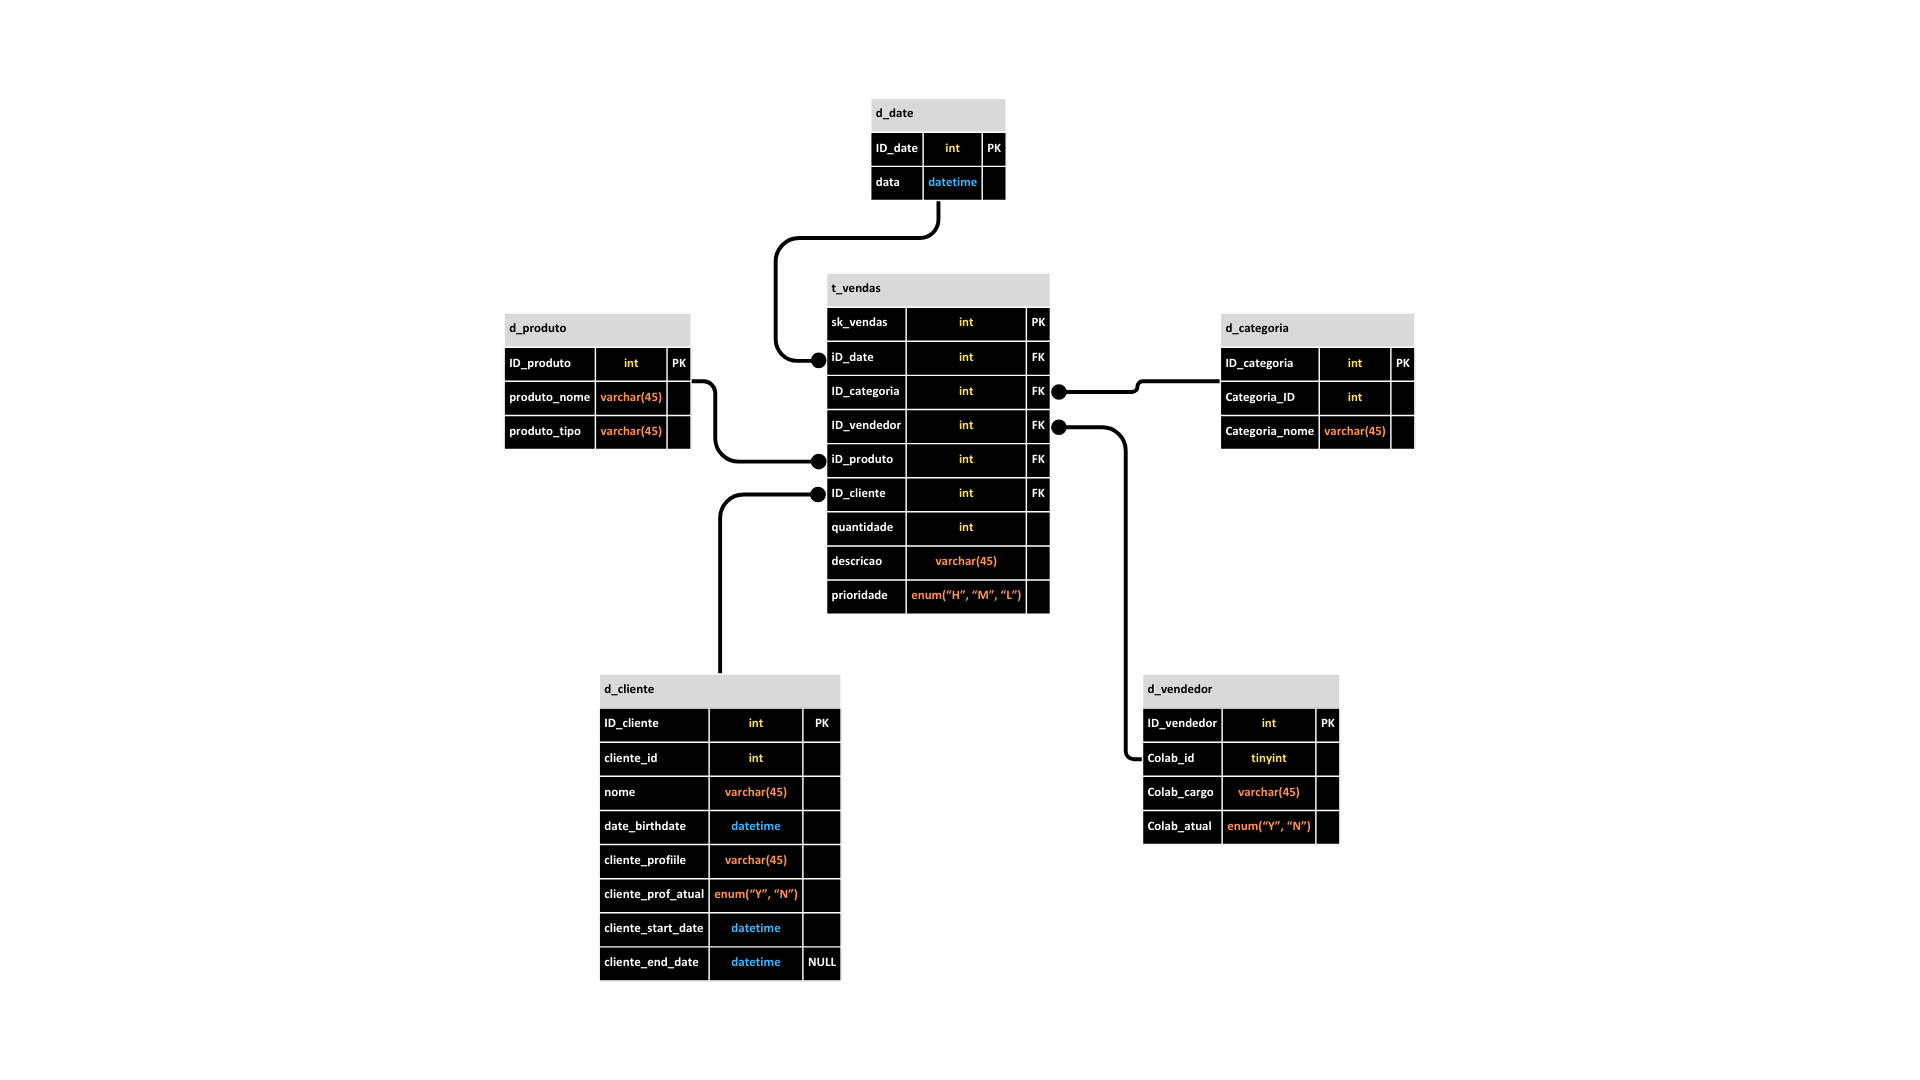 d_date
ID_date int PK
data datetime
t_vendas
sk_vendas int PK
iD_date int FK
ID_categoria int FK
ID_vendedor int FK
iD_produto int FK
ID_cliente int FK
quantidade int
descricao varchar(45)
prioridade enum(“H”, “M”, “L”)
d_produto
ID_produto int PK
produto_nome varchar(45)
produto_tipo varchar(45)
d_categoria
ID_categoria int PK
Categoria_ID int
Categoria_nome varchar(45)
d_cliente
ID_cliente int PK
cliente_id int
nome varchar(45)
date_birthdate datetime
cliente_profiile varchar(45)
cliente_prof_atual enum(“Y”, “N”)
cliente_start_date datetime
cliente_end_date datetime NULL
d_vendedor
ID_vendedor int PK
Colab_id tinyint
Colab_cargo varchar(45)
Colab_atual enum(“Y”, “N”)